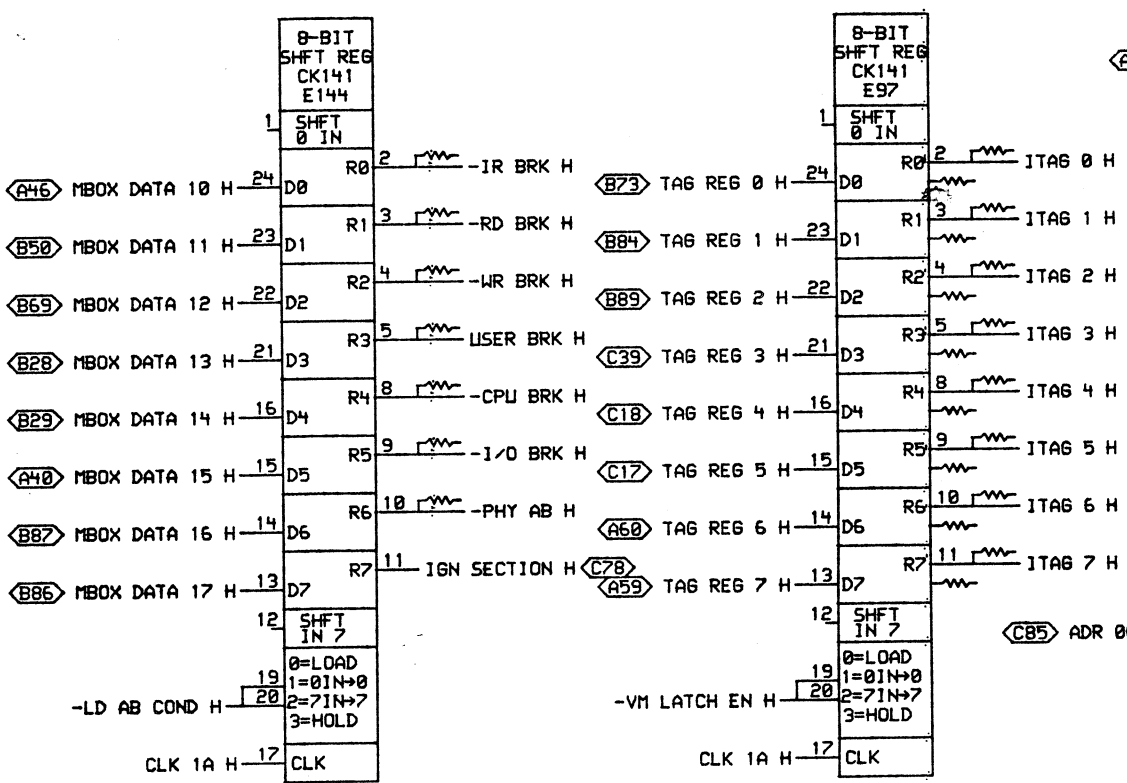 8-BIT
SHFT REG
CK141
E144
1 SHFT
0 IN
R0 2 -IR BRK H
A46 MBOX DATA 10 H 24 D0
R1 3 -RD BRK H
B50 MBOX DATA 11 H 23 D1
R2 4 -WR BRK H
B69 MBOX DATA 12 H 22 D2
R3 5 USER BRK H
B28 MBOX DATA 13 H 21 D3
R4 8 -CPU BRK H
B29 MBOX DATA 14 H 16 D4
R5 9 -I/O BRK H
A40 MBOX DATA 15 H 15 D5
R6 10 -PHY AB H
B87 MBOX DATA 16 H 14 D6
R7 11 IGN SECTION H C78
B86 MBOX DATA 17 H 13 D7
12 SHFT
IN 7
0=LOAD
19 1=0IN→0
-LD AB COND H 20 2=7IN→7
3=HOLD
CLK 1A H 17 CLK
8-BIT
SHFT REG
CK141
E97
1 SHFT
0 IN
R0 2 ITAG 0 H
B73 TAG REG 0 H 24 D0
R1 3 ITAG 1 H
B84 TAG REG 1 H 23 D1
R2 4 ITAG 2 H
B89 TAG REG 2 H 22 D2
R3 5 ITAG 3 H
C39 TAG REG 3 H 21 D3
R4 8 ITAG 4 H
C18 TAG REG 4 H 16 D4
R5 9 ITAG 5 H
C17 TAG REG 5 H 15 D5
R6 10 ITAG 6 H
A60 TAG REG 6 H 14 D6
R7 11 ITAG 7 H
A59 TAG REG 7 H 13 D7
12 SHFT
IN 7
0=LOAD
19 1=0IN→0
-VM LATCH EN H 20 2=7IN→7
3=HOLD
CLK 1A H 17 CLK
C85 ADR